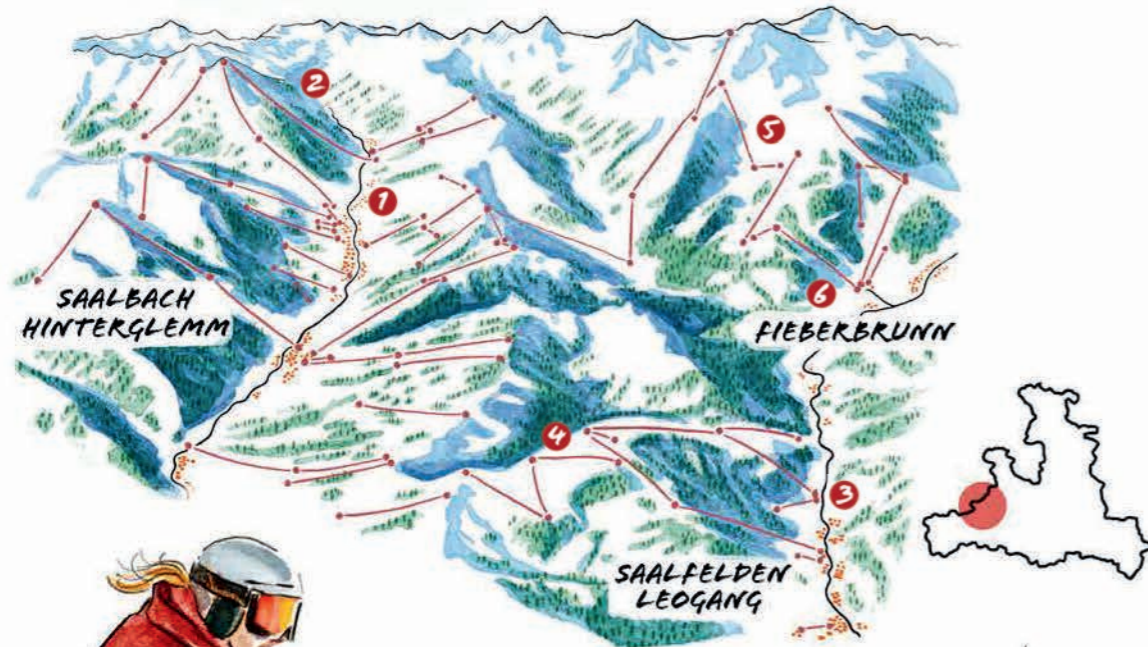 2
5
1
SAALBACH
HINTERGLEMM
6
FIEBERBRUNN
4
3
SAALFELDEN
LEOGANG